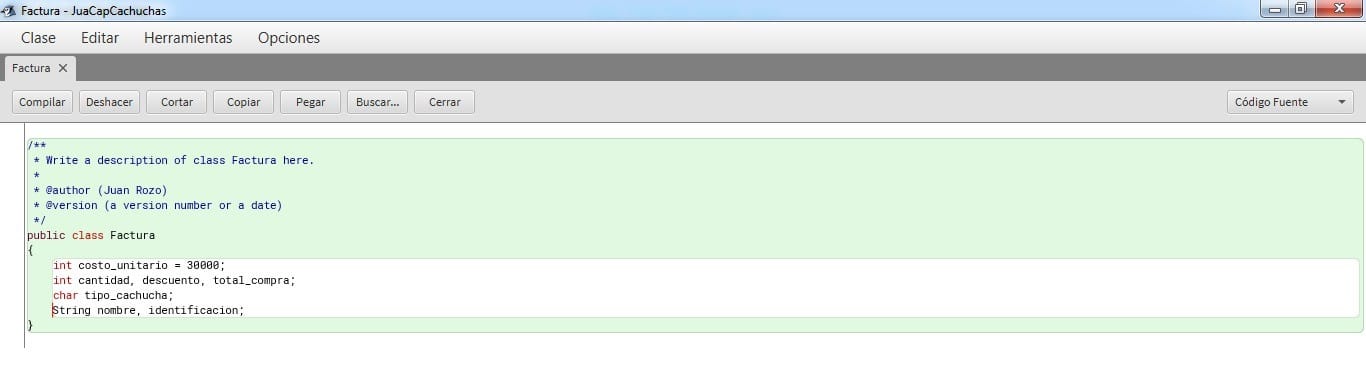 Factura - JuaCapCachuchas
Clase Editar Herramientas Opciones
Factura X
Compilar Deshacer Cortar Copiar Pegar Buscar... Cerrar Código Fuente
/**
 * Write a description of class Factura here.
 *
 * @author (Juan Rozo)
 * @version (a version number or a date)
 */
public class Factura
{
    int costo_unitario = 30000;
    int cantidad, descuento, total_compra;
    char tipo_cachucha;
    String nombre, identificacion;
}